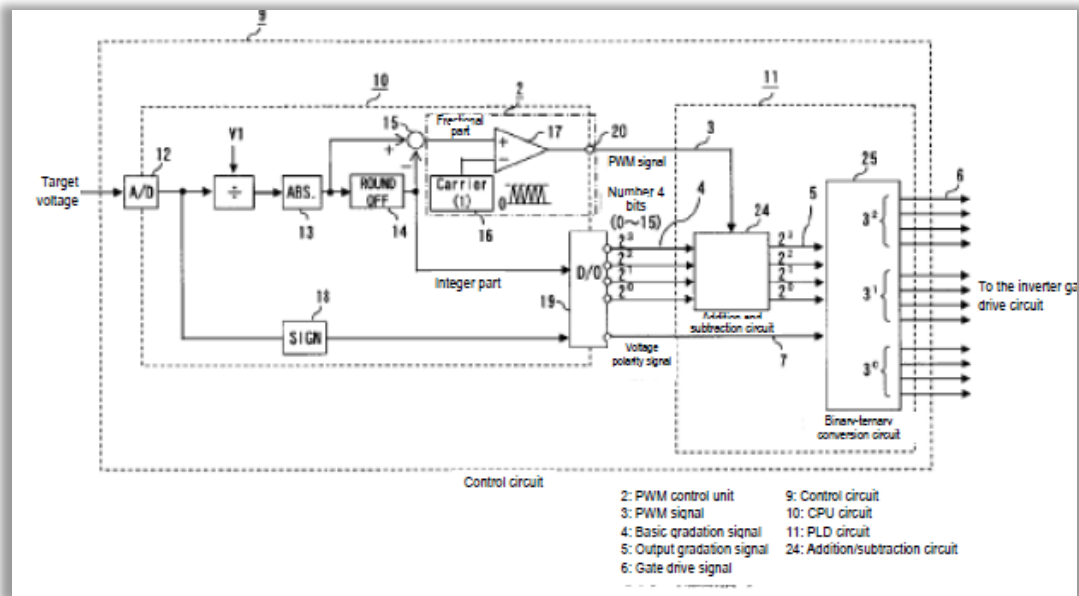 9
10
11
2
Fractional part
15
17
20
3
V1
12
+
−
+
−
PWM signal
25
Target voltage
A/D
÷
ABS.
ROUND OFF
Carrier (1)
0
Number 4 bits (0～15)
4
24
5
6
13
14
16
2³
2²
2¹
2⁰
2³
2²
2¹
2⁰
3²
D/O
Integer part
19
3¹
To the inverter ga
drive circuit
18
SIGN
Addition and subtraction circuit
Voltage polarity signal
7
3⁰
Binary-ternary conversion circuit
Control circuit
2: PWM control unit
3: PWM signal
4: Basic gradation signal
5: Output gradation signal
6: Gate drive signal
9: Control circuit
10: CPU circuit
11: PLD circuit
24: Addition/subtraction circuit